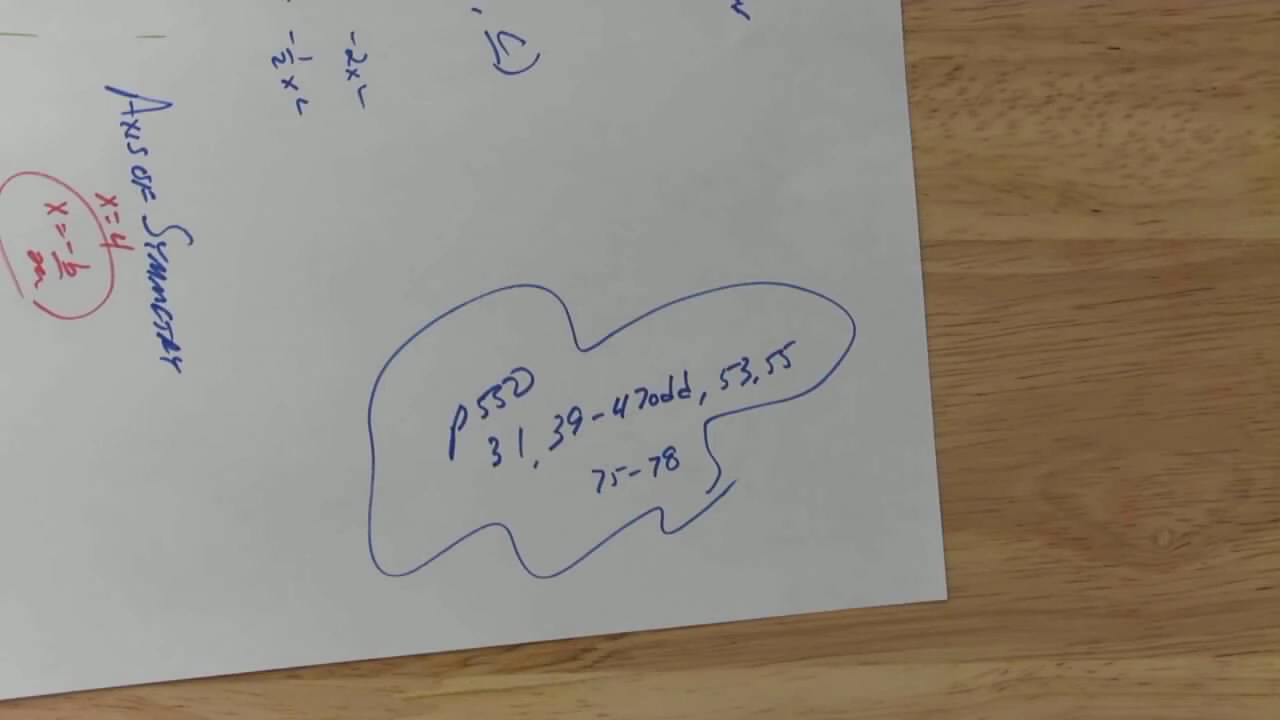 -2x²
-½x²
Axis of Symmetry
x=4
x=-b/2a
p550
31, 39-47odd, 53,55
75-78